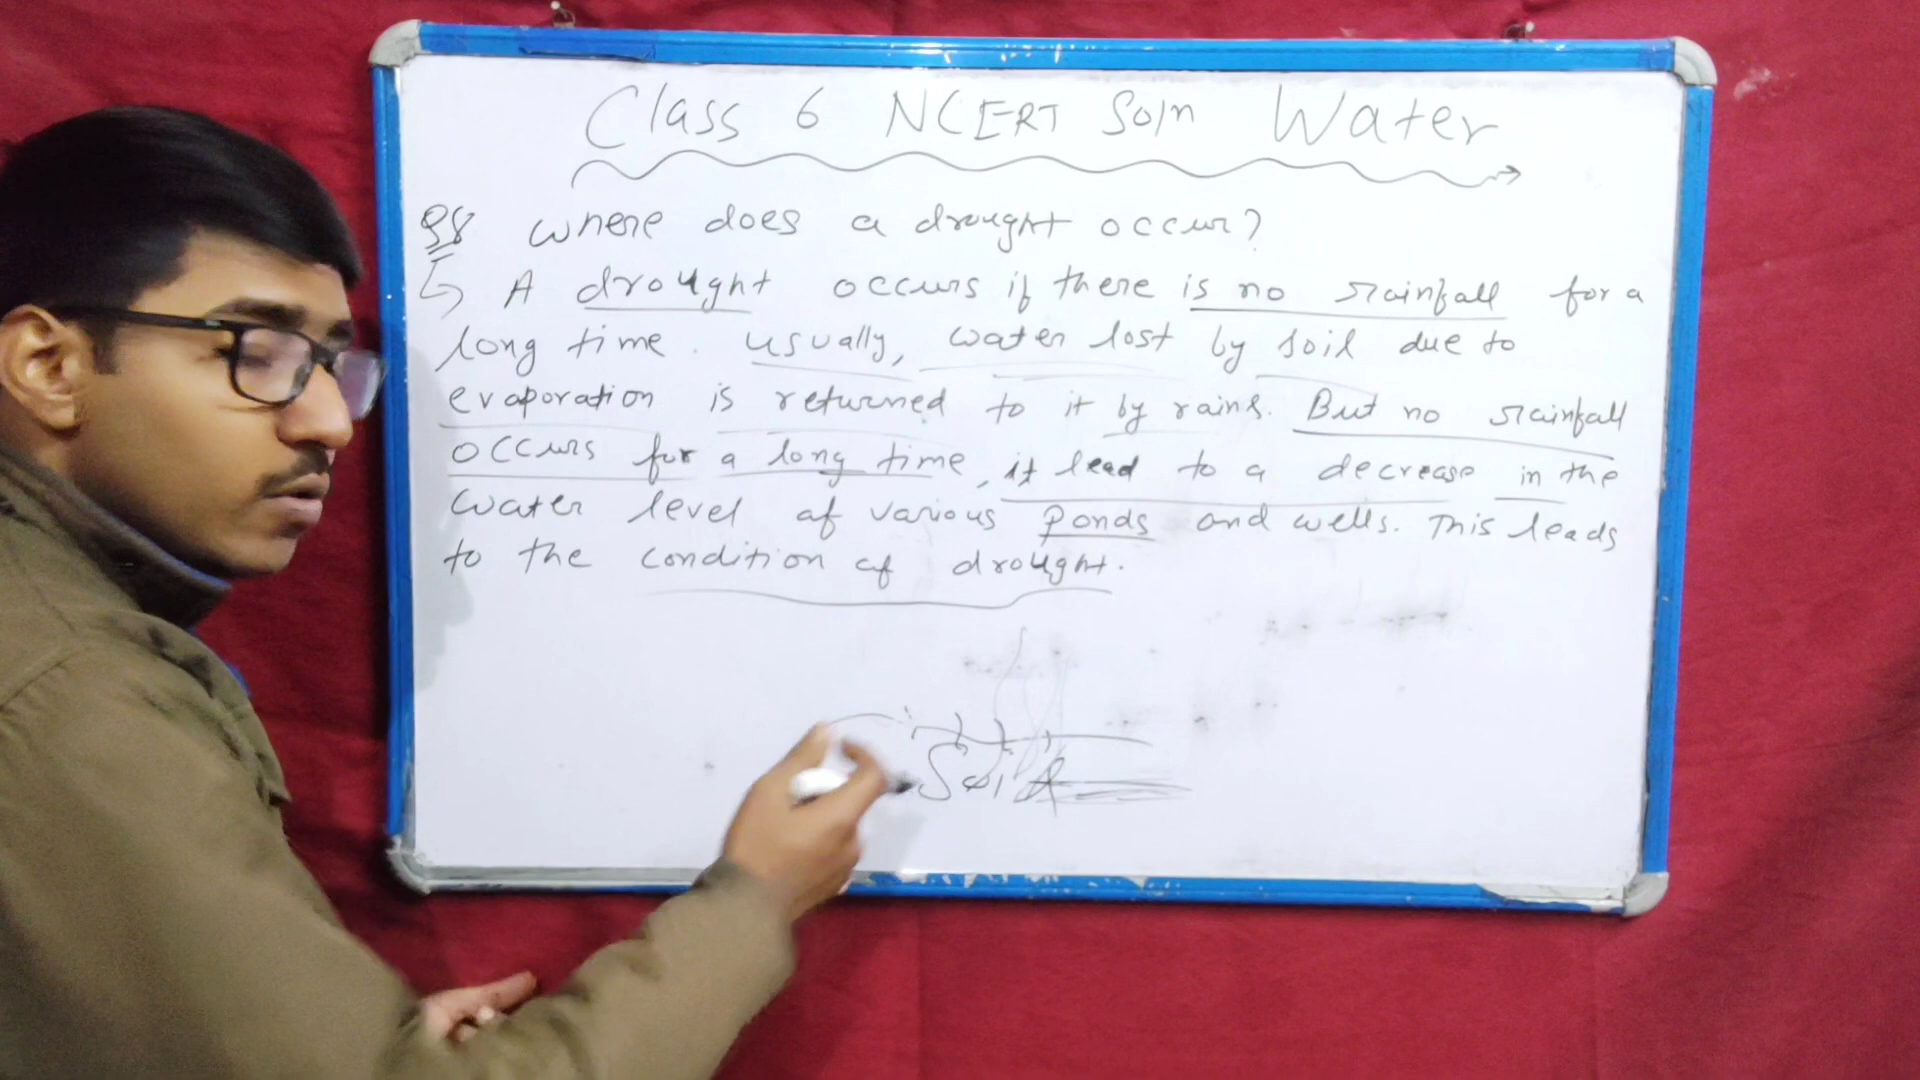 Class 6 NCERT Soln Water
Q8 Where does a drought occur?
A drought occurs if there is no rainfall for a
long time. Usually, water lost by soil due to
evaporation is returned to it by rains. But no rainfall
occurs for a long time, it lead to a decrease in the
water level of various ponds and wells. This leads
to the condition of drought.
Soil